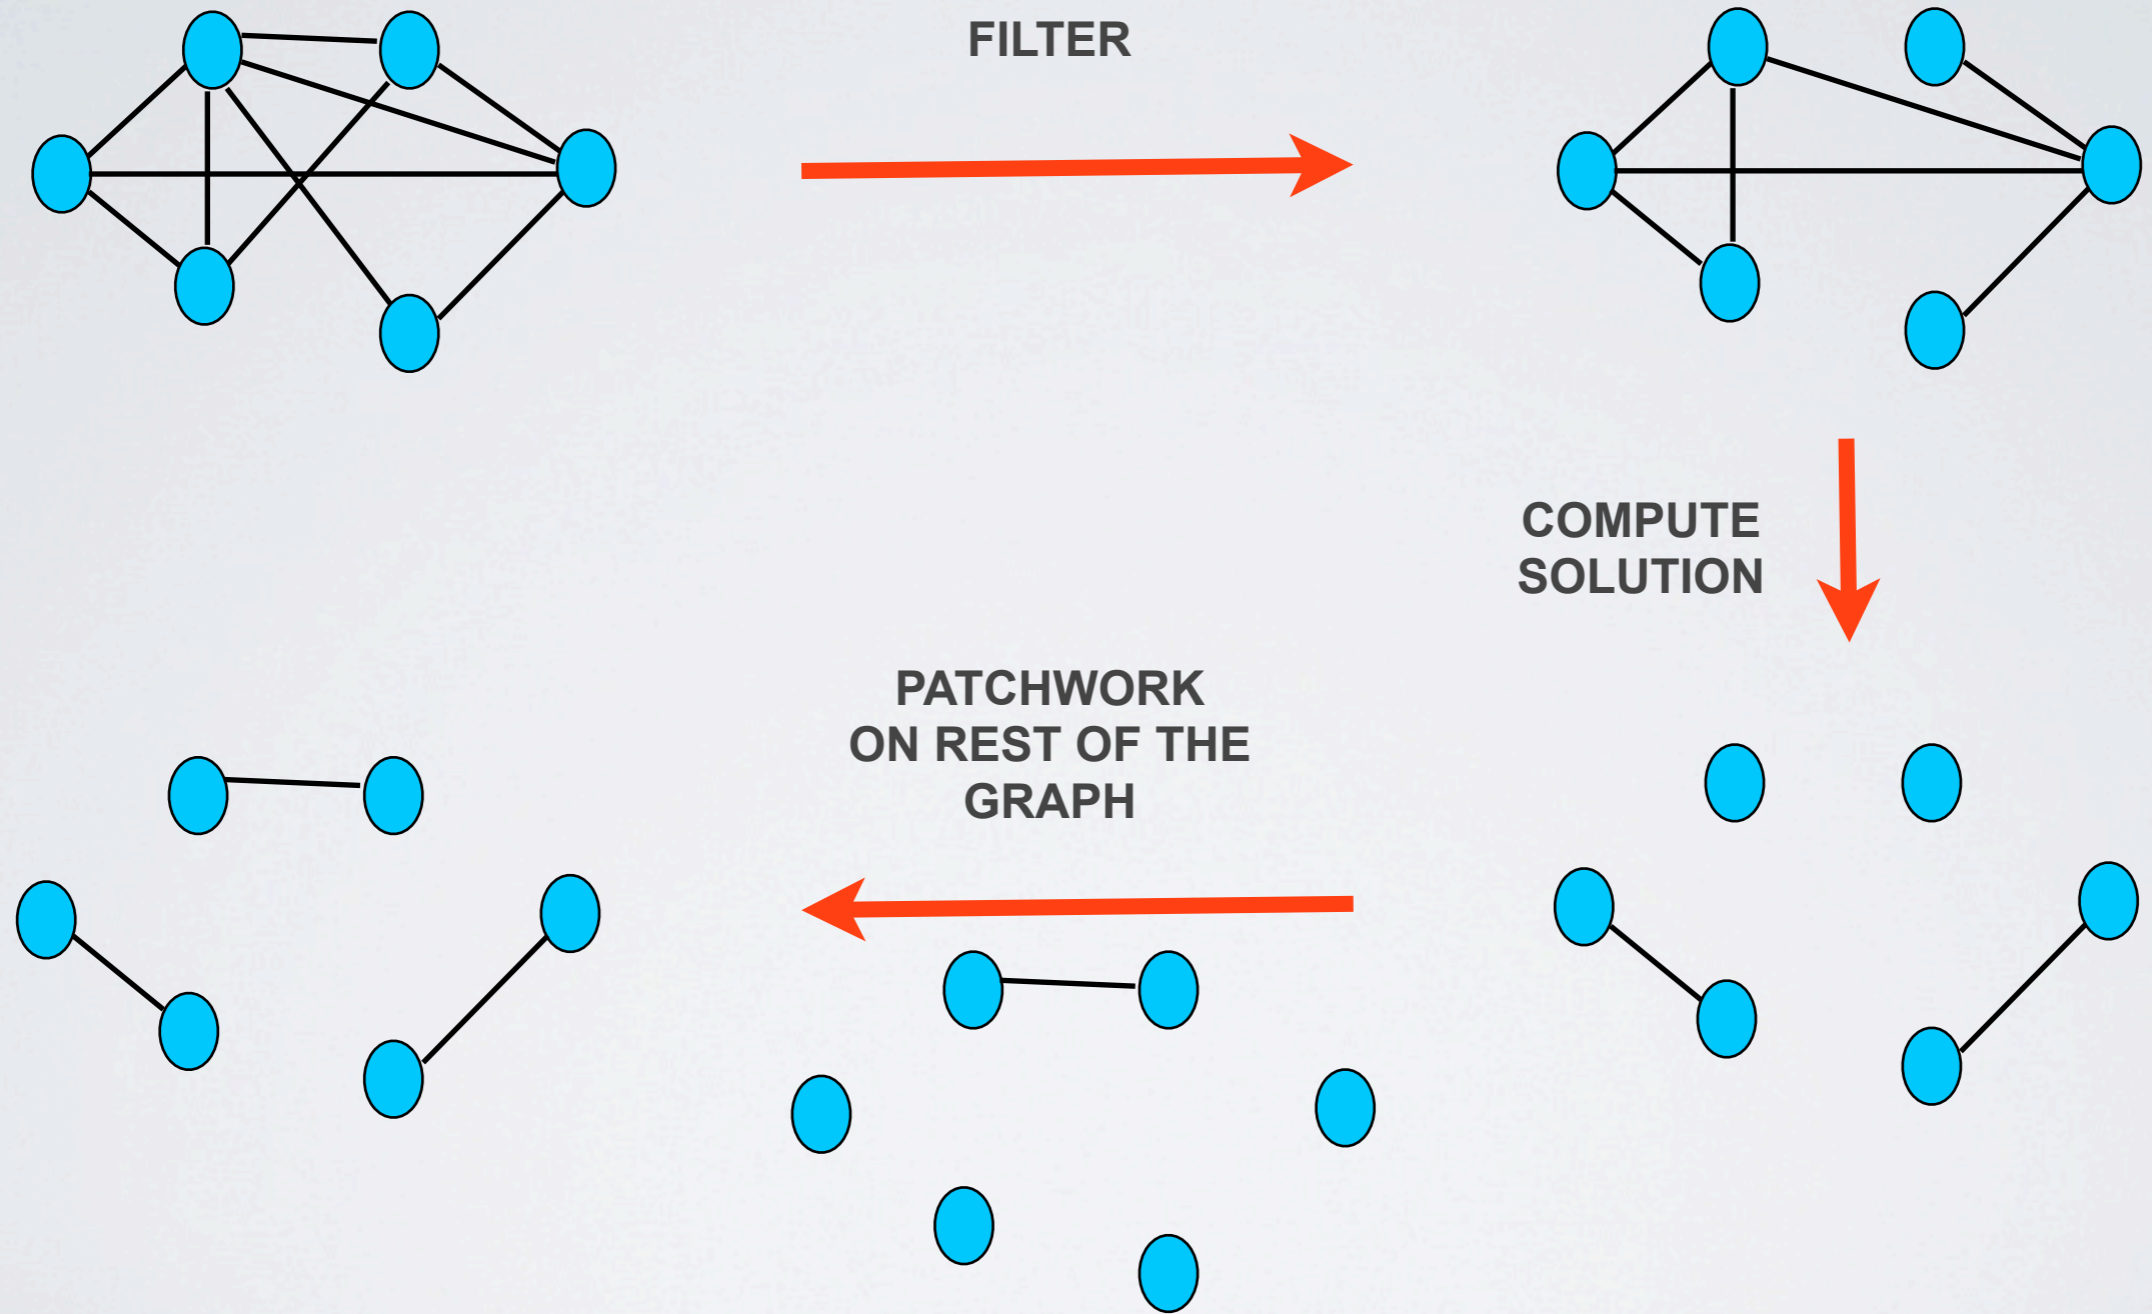 FILTER
COMPUTE
SOLUTION
PATCHWORK
ON REST OF THE
GRAPH